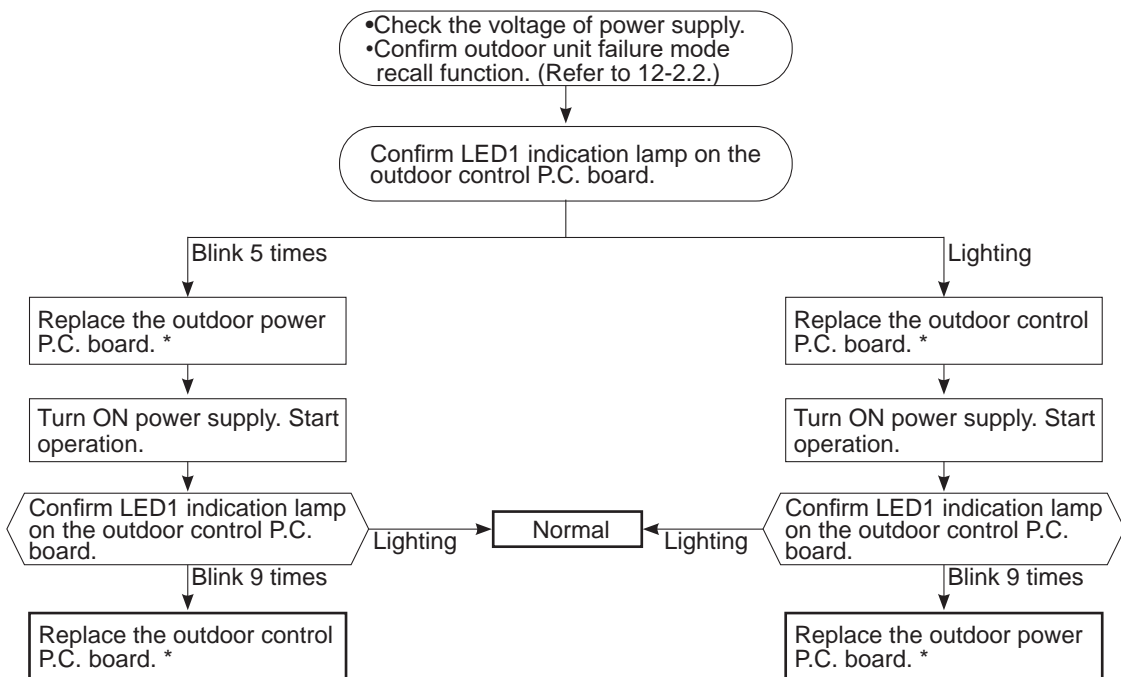 •Check the voltage of power supply.
•Confirm outdoor unit failure mode
recall function. (Refer to 12-2.2.)
Confirm LED1 indication lamp on the
outdoor control P.C. board.
Blink 5 times
Lighting
Replace the outdoor power
P.C. board. *
Replace the outdoor control
P.C. board. *
Turn ON power supply. Start
operation.
Turn ON power supply. Start
operation.
Confirm LED1 indication lamp
on the outdoor control P.C.
board.
Lighting
Normal
Lighting
Confirm LED1 indication lamp
on the outdoor control P.C.
board.
Blink 9 times
Blink 9 times
Replace the outdoor control
P.C. board. *
Replace the outdoor power
P.C. board. *